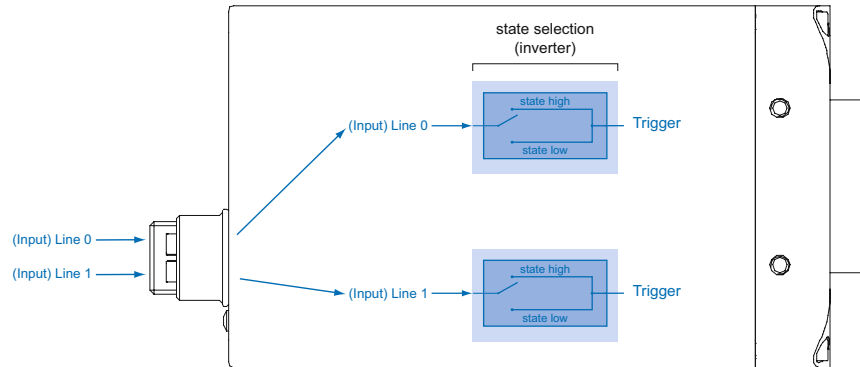 state selection
(inverter)
state high
(Input) Line 0
Trigger
state low
(Input) Line 0
(Input) Line 1
state high
(Input) Line 1
Trigger
state low